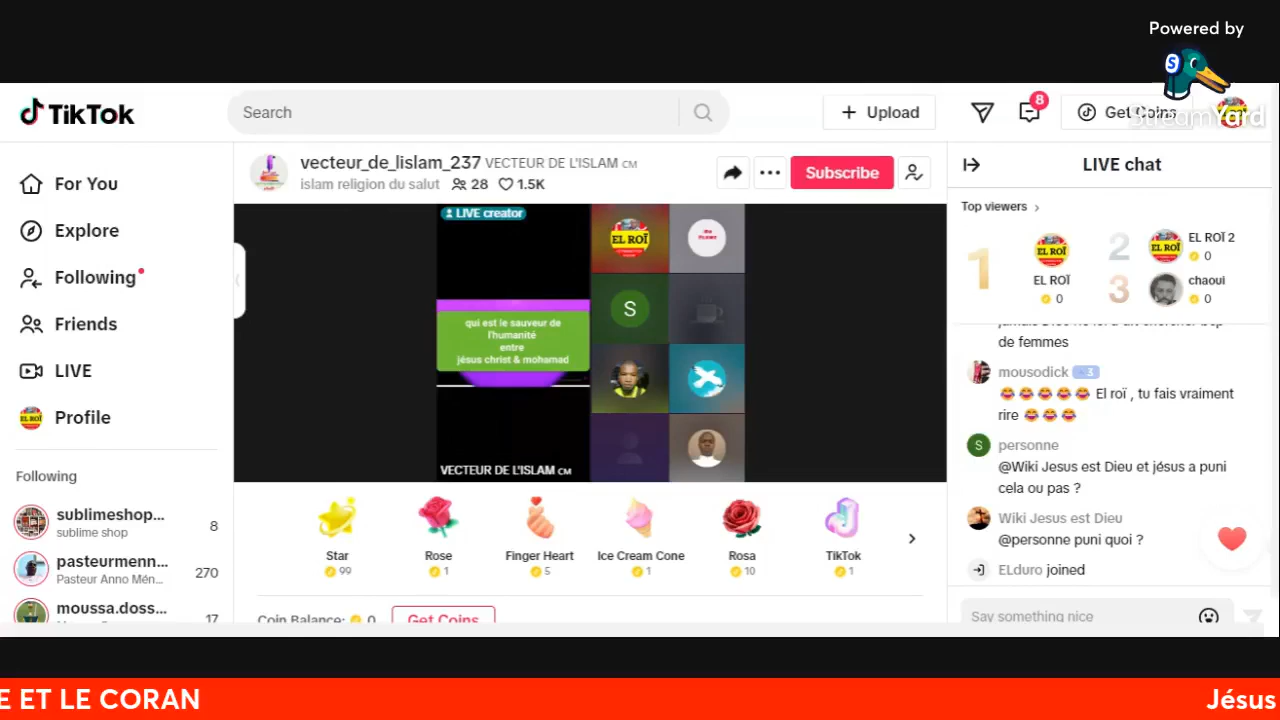 Powered by
StreamYard
TikTok
Search
Upload
8
Get Coins
For You
Explore
Following
Friends
LIVE
Profile
Following
sublimeshop...
sublime shop
8
pasteurmenn...
Pasteur Anno Mén...
270
moussa.doss...
17
vecteur_de_lislam_237 VECTEUR DE L'ISLAM CM
islam religion du salut 28 1.5K
Subscribe
LIVE creator
qui est le sauveur de
l'humanité
entre
jésus christ & mohamad
VECTEUR DE L'ISLAM CM
EL ROÏ
S
Star
99
Rose
1
Finger Heart
5
Ice Cream Cone
1
Rosa
10
TikTok
1
Coin Balance: 0
Get Coins
LIVE chat
Top viewers
1
EL ROÏ
EL ROÏ
0
2
EL ROÏ
EL ROÏ 2
0
3
chaoui
0
de femmes
mousodick 3
😂😂😂😂😂 El roï , tu fais vraiment
rire 😂😂😂
S
personne
@Wiki Jesus est Dieu et jésus a puni
cela ou pas ?
Wiki Jesus est Dieu
@personne puni quoi ?
ELduro joined
Say something nice
E ET LE CORAN
Jésus